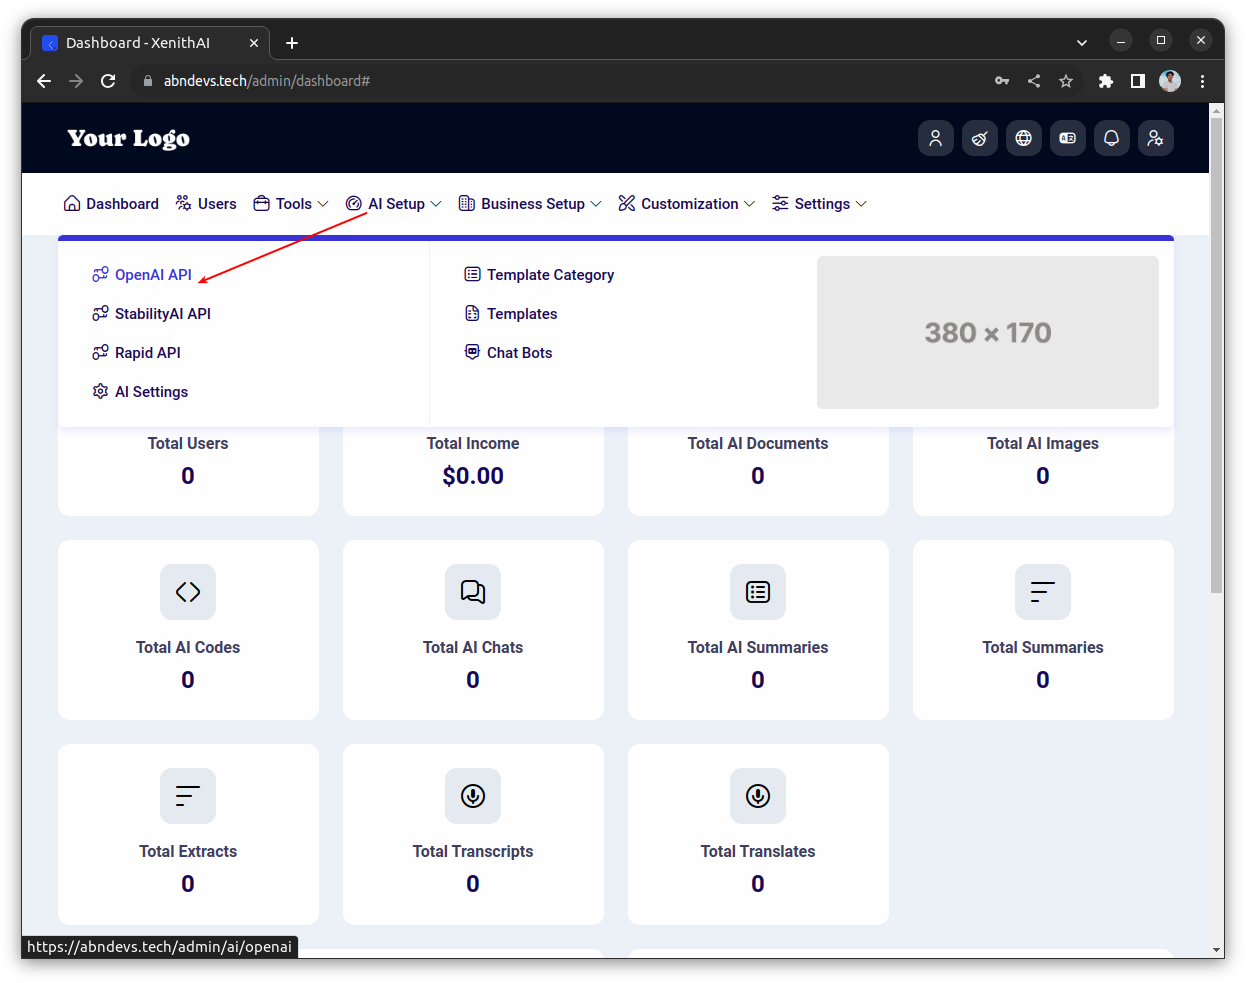 Dashboard - XenithAI
abndevs.tech/admin/dashboard#
Your Logo
Dashboard Users Tools AI Setup Business Setup Customization Settings
OpenAI API
StabilityAI API
Rapid API
AI Settings
Template Category
Templates
Chat Bots
380 × 170
Total Users
0
Total Income
$0.00
Total AI Documents
0
Total AI Images
0
Total AI Codes
0
Total AI Chats
0
Total AI Summaries
0
Total Summaries
0
Total Extracts
0
Total Transcripts
0
Total Translates
0
https://abndevs.tech/admin/ai/openai